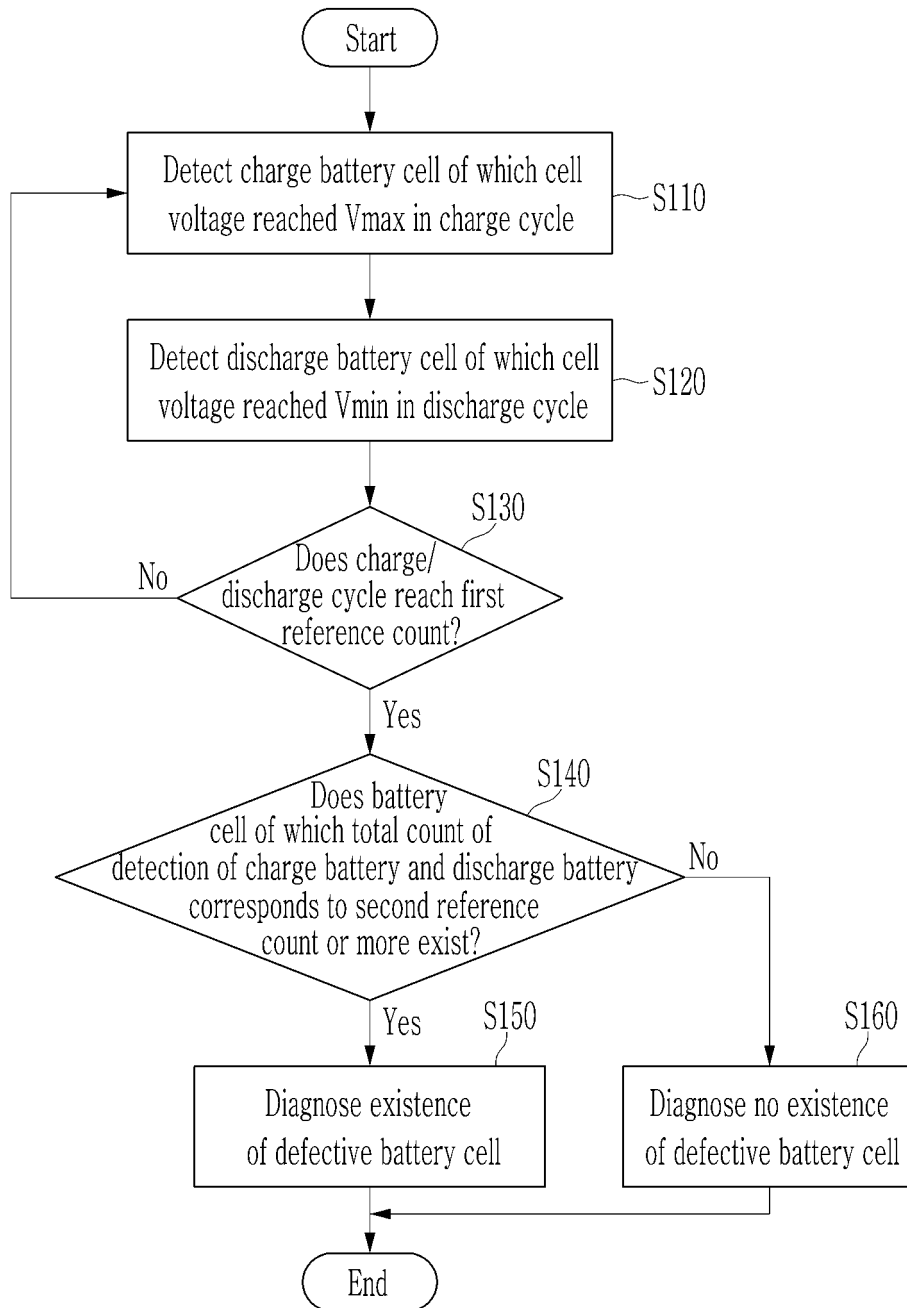 Start
Detect charge battery cell of which cell
voltage reached Vmax in charge cycle
S110
Detect discharge battery cell of which cell
voltage reached Vmin in discharge cycle
S120
S130
Does charge/
discharge cycle reach first
reference count?
No
Yes
S140
Does battery
cell of which total count of
detection of charge battery and discharge battery
corresponds to second reference
count or more exist?
No
Yes
S150
S160
Diagnose existence
of defective battery cell
Diagnose no existence
of defective battery cell
End